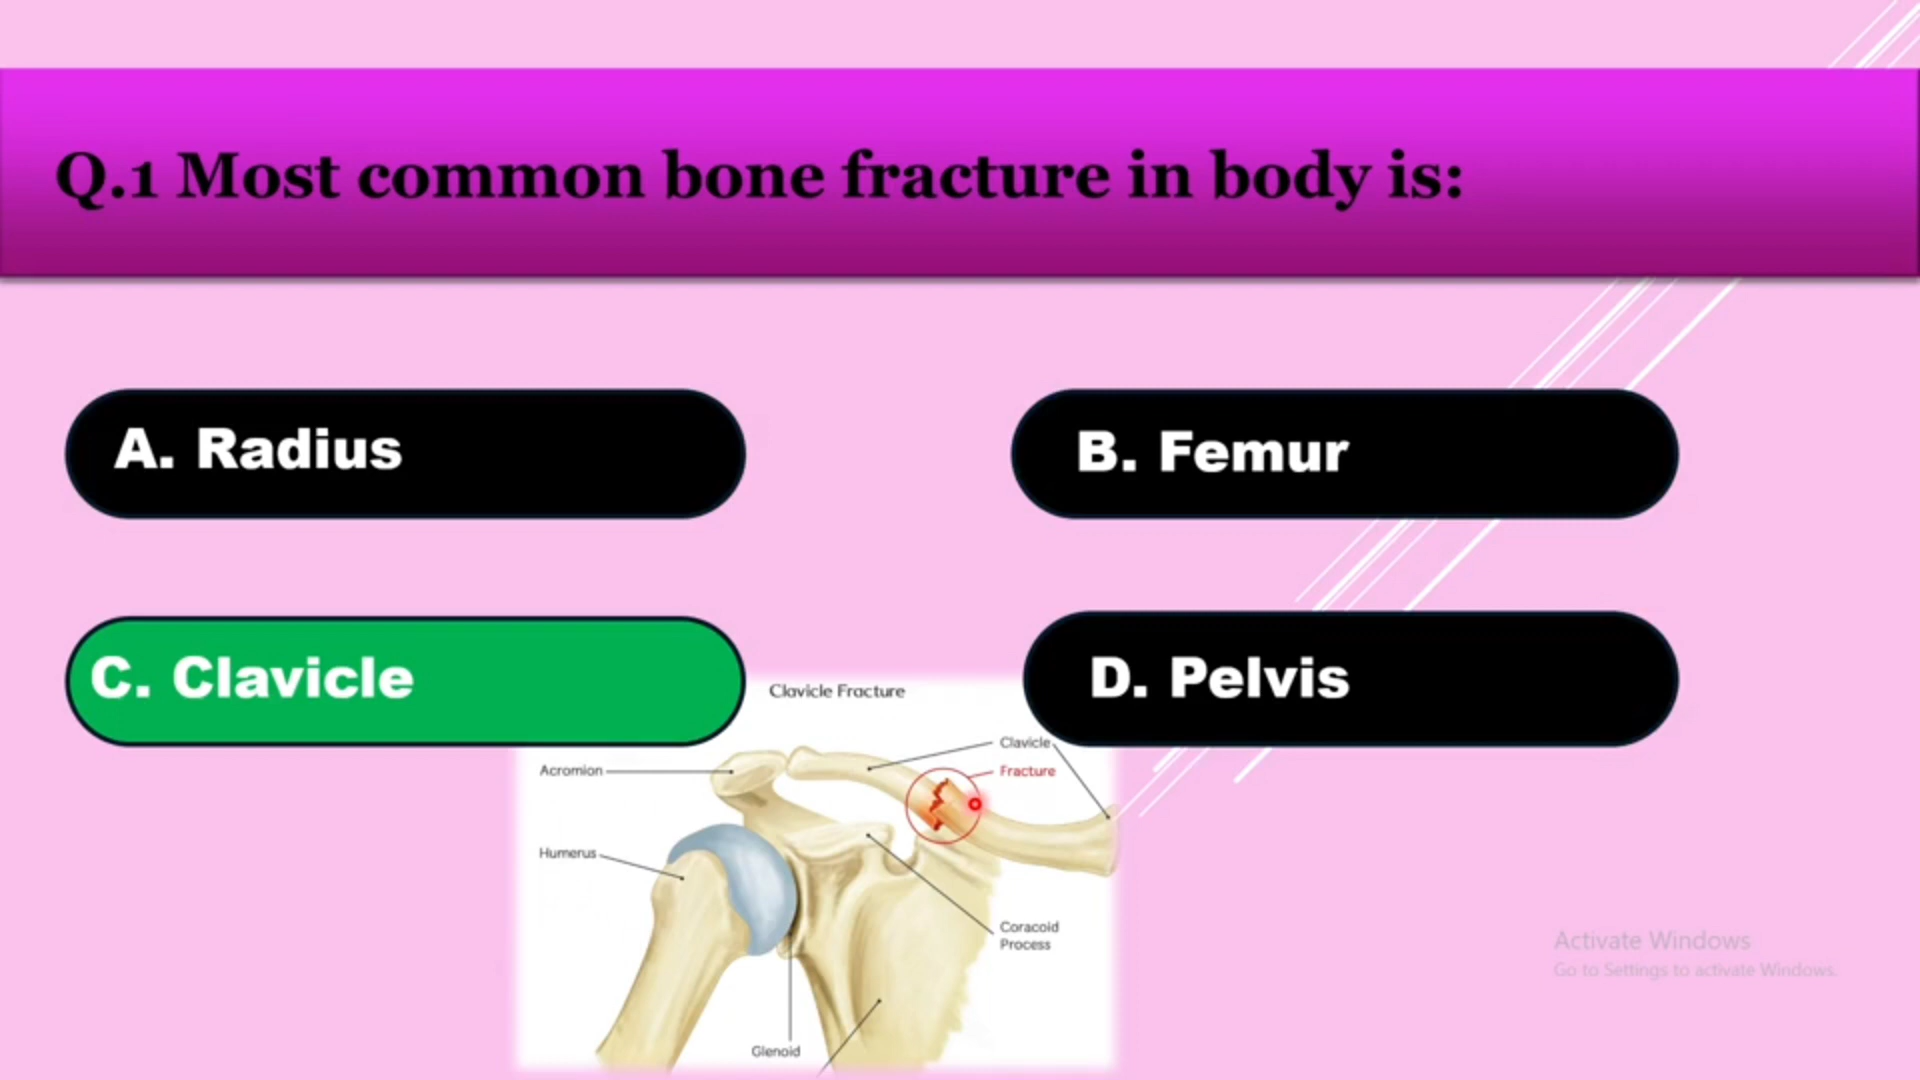 Q.1 Most common bone fracture in body is:
A. Radius
B. Femur
C. Clavicle
D. Pelvis
Clavicle Fracture
Clavicle
Acromion
Fracture
Humerus
Coracoid
Process
Glenoid
Activate Windows
Go to Settings to activate Windows.